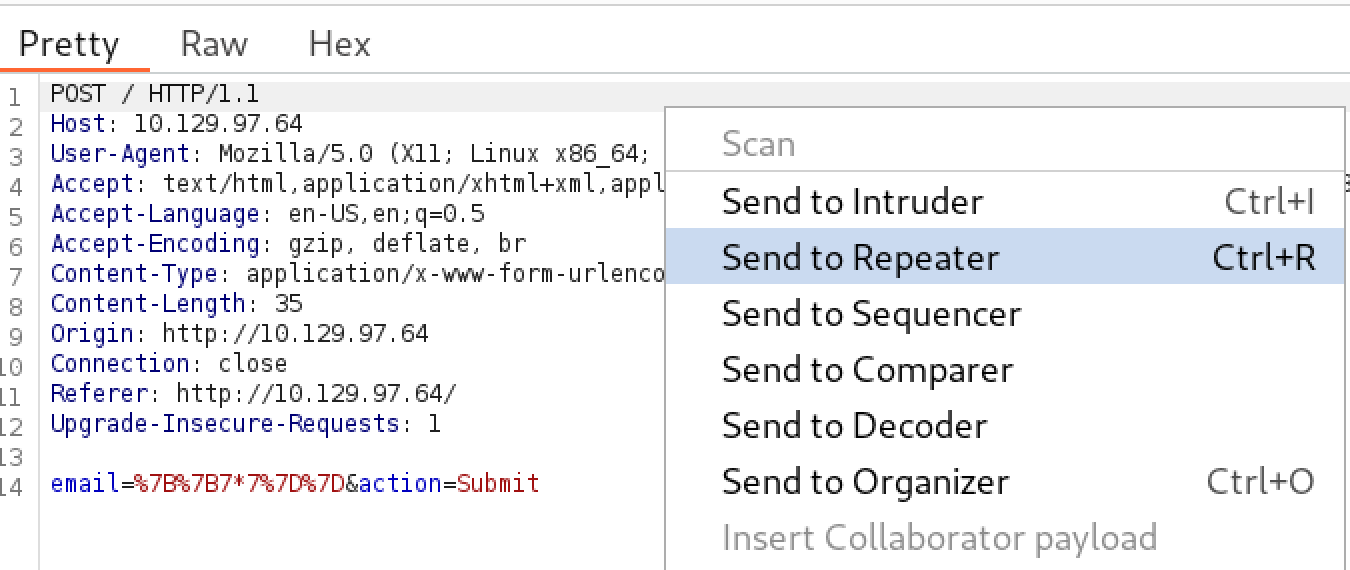 Pretty Raw Hex
1 POST / HTTP/1.1
2 Host: 10.129.97.64
3 User-Agent: Mozilla/5.0 (X11; Linux x86_64;
4 Accept: text/html,application/xhtml+xml,appl
5 Accept-Language: en-US,en;q=0.5
6 Accept-Encoding: gzip, deflate, br
7 Content-Type: application/x-www-form-urlenco
8 Content-Length: 35
9 Origin: http://10.129.97.64
10 Connection: close
11 Referer: http://10.129.97.64/
12 Upgrade-Insecure-Requests: 1
13
14 email=%7B%7B7*7%7D%7D&action=Submit
Scan
Send to Intruder Ctrl+I
Send to Repeater Ctrl+R
Send to Sequencer
Send to Comparer
Send to Decoder
Send to Organizer Ctrl+O
Insert Collaborator payload